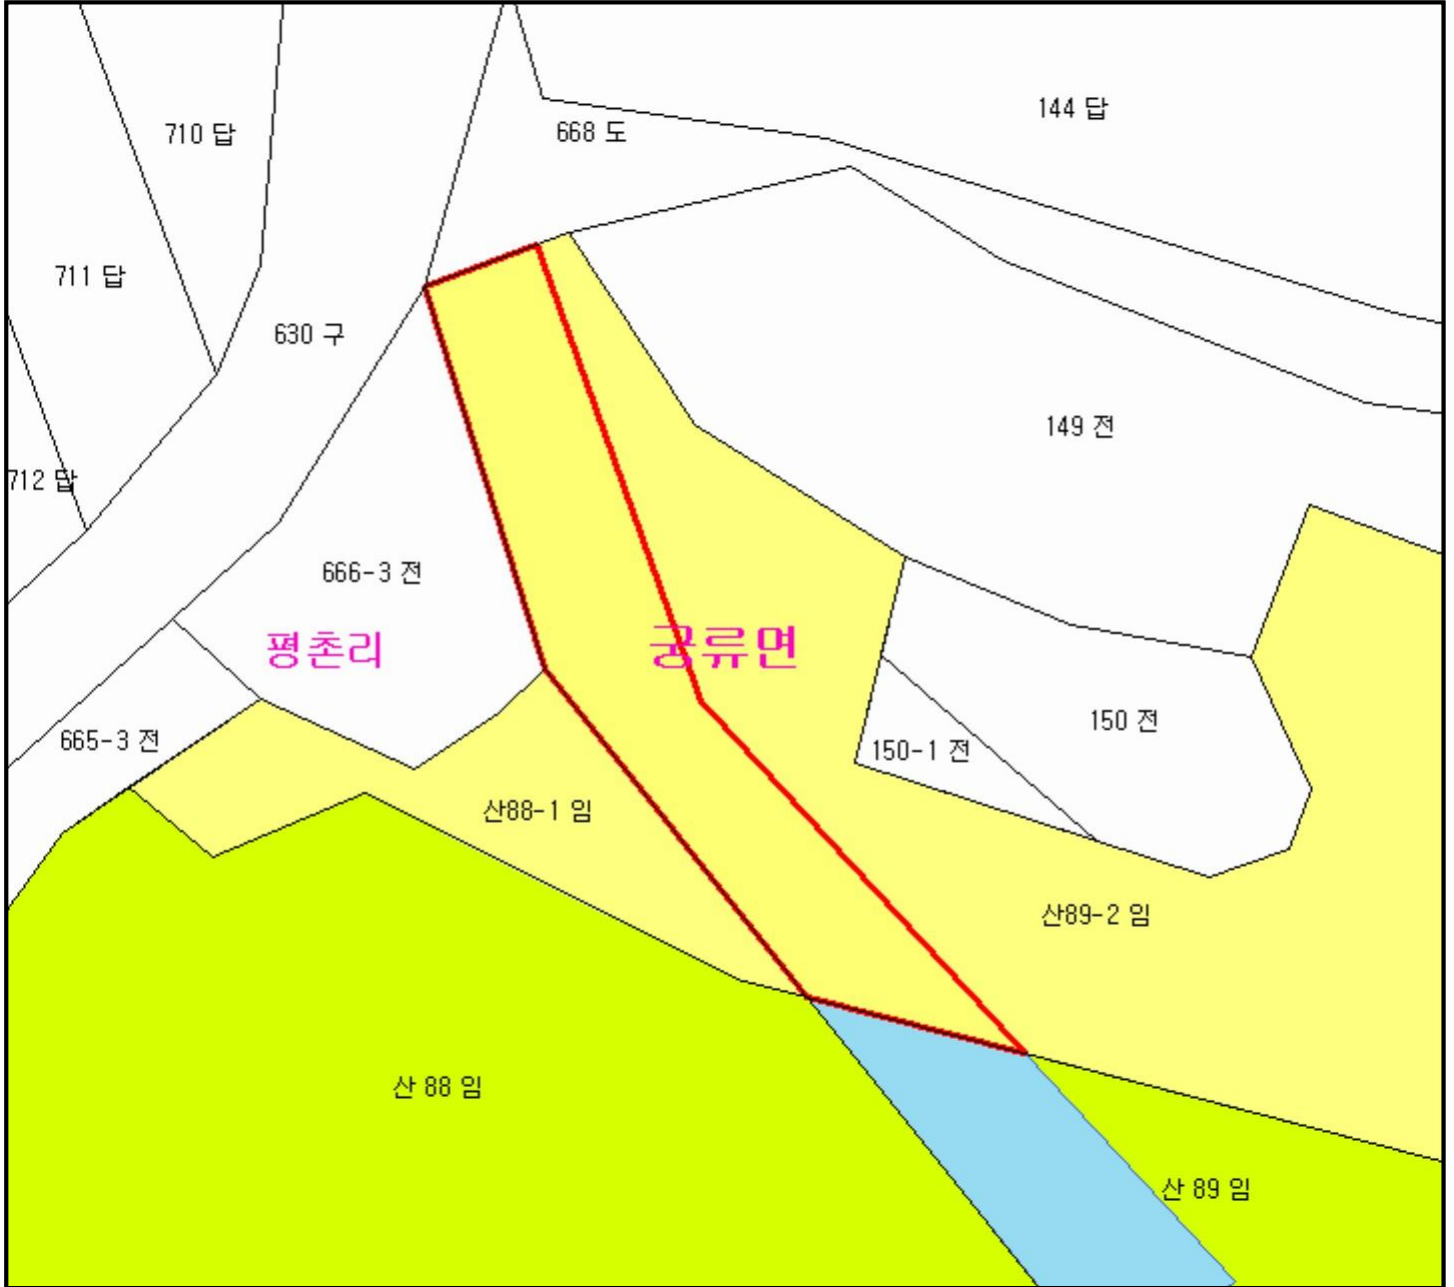 144 답
710 답
668 도
711 답
630 구
149 전
712 답
666-3 전
평촌리
궁류면
150 전
665-3 전
150-1 전
산88-1 임
산89-2 임
산 88 임
산 89 임